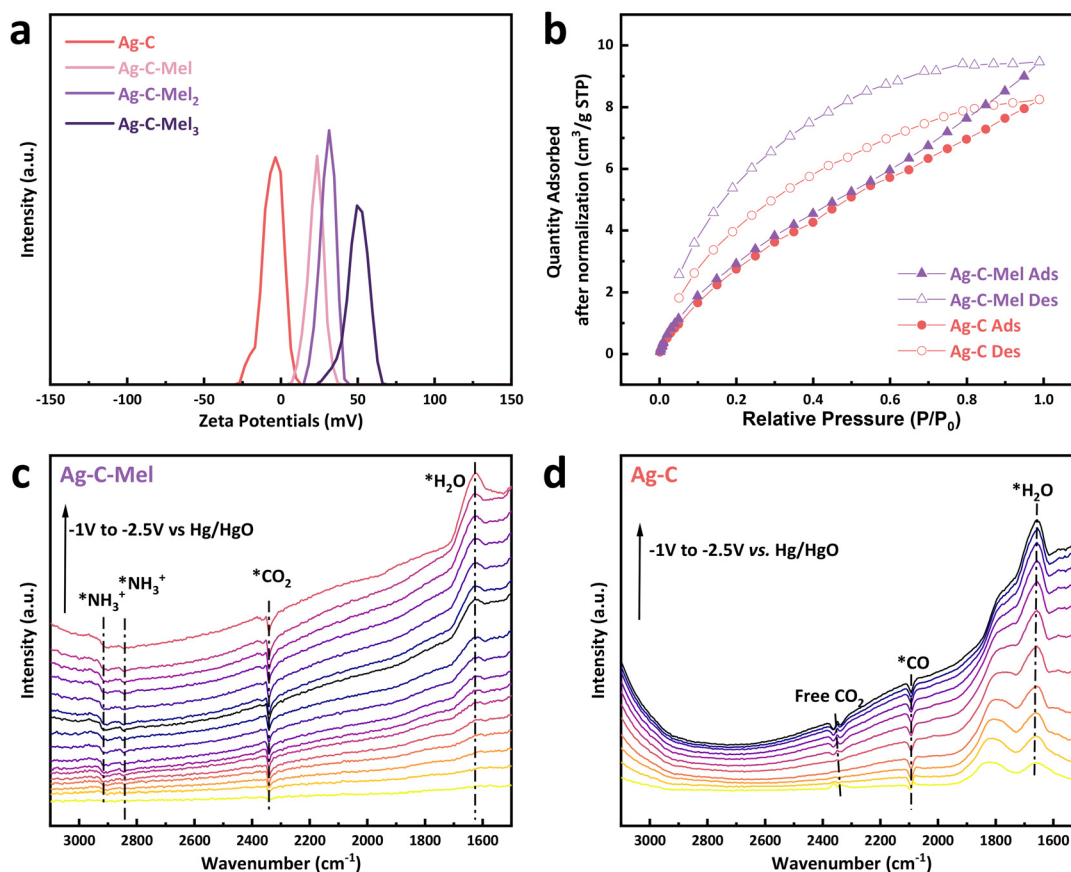 a
Ag-C
Ag-C-Mel
Ag-C-Mel₂
Ag-C-Mel₃
Intensity (a.u.)
-150 -100 -50 0 50 100 150
Zeta Potentials (mV)
b
10
8
6
4
2
0
Quantity Adsorbed
after normalization (cm³/g STP)
Ag-C-Mel Ads
Ag-C-Mel Des
Ag-C Ads
Ag-C Des
0.0 0.2 0.4 0.6 0.8 1.0
Relative Pressure (P/P₀)
c
Ag-C-Mel
*H₂O
-1V to -2.5V vs Hg/HgO
*NH₃⁺
*NH₃⁺
*CO₂
Intensity (a.u.)
3000 2800 2600 2400 2200 2000 1800 1600
Wavenumber (cm⁻¹)
d
Ag-C
*H₂O
-1V to -2.5V vs. Hg/HgO
*CO
Free CO₂
Intensity (a.u.)
3000 2800 2600 2400 2200 2000 1800 1600
Wavenumber (cm⁻¹)